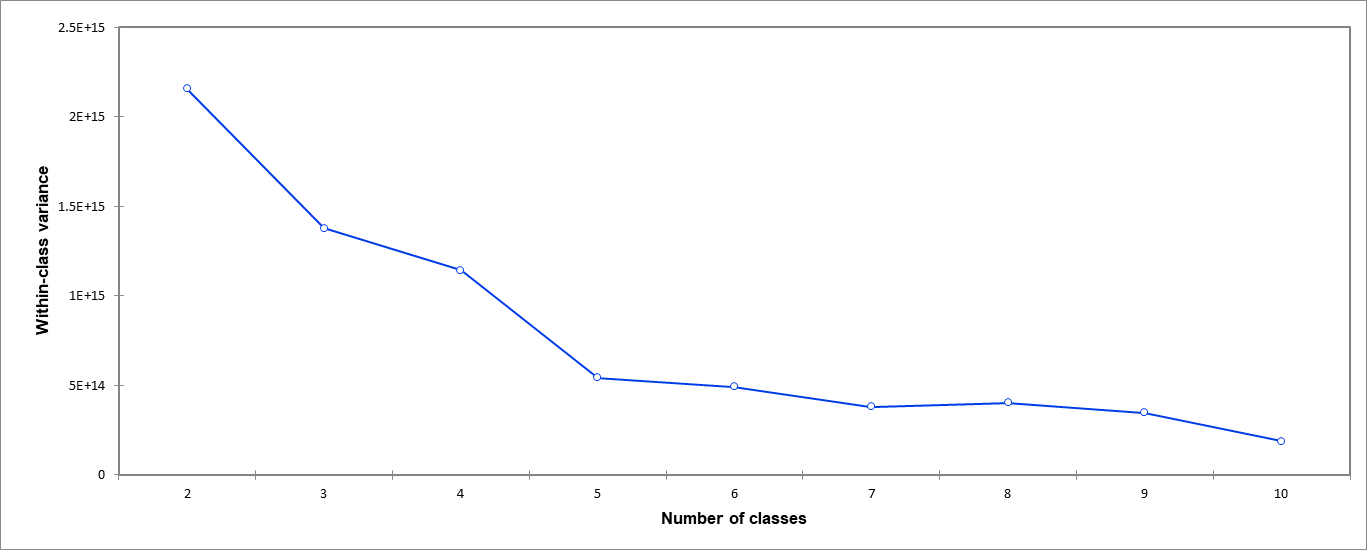 2.5E+15
2E+15
1.5E+15
1E+15
5E+14
0
Within-class variance
2 3 4 5 6 7 8 9 10
Number of classes